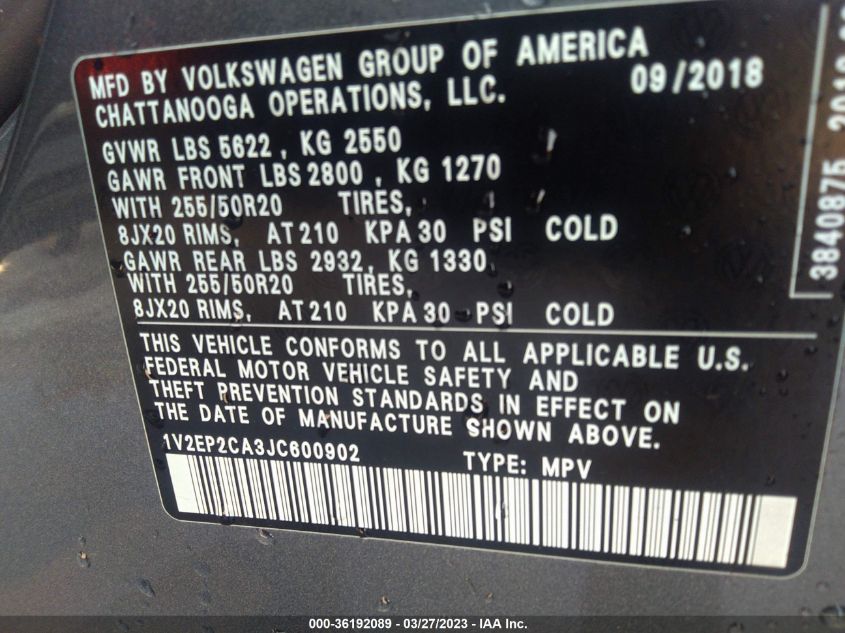 MFD BY VOLKSWAGEN GROUP OF AMERICA
CHATTANOOGA OPERATIONS, LLC.
09/2018
GVWR LBS 5622 , KG 2550
GAWR FRONT LBS 2800 , KG 1270
WITH 255/50R20 TIRES,
8JX20 RIMS, AT 210 KPA 30 PSI COLD
GAWR REAR LBS 2932, KG 1330
WITH 255/50R20 TIRES,
8JX20 RIMS, AT 210 KPA 30 PSI COLD
THIS VEHICLE CONFORMS TO ALL APPLICABLE U.S.
FEDERAL MOTOR VEHICLE SAFETY AND
THEFT PREVENTION STANDARDS IN EFFECT ON
THE DATE OF MANUFACTURE SHOWN ABOVE.
1V2EP2CA3JC600902
TYPE: MPV
3840875
000-36192089 - 03/27/2023 - IAA Inc.